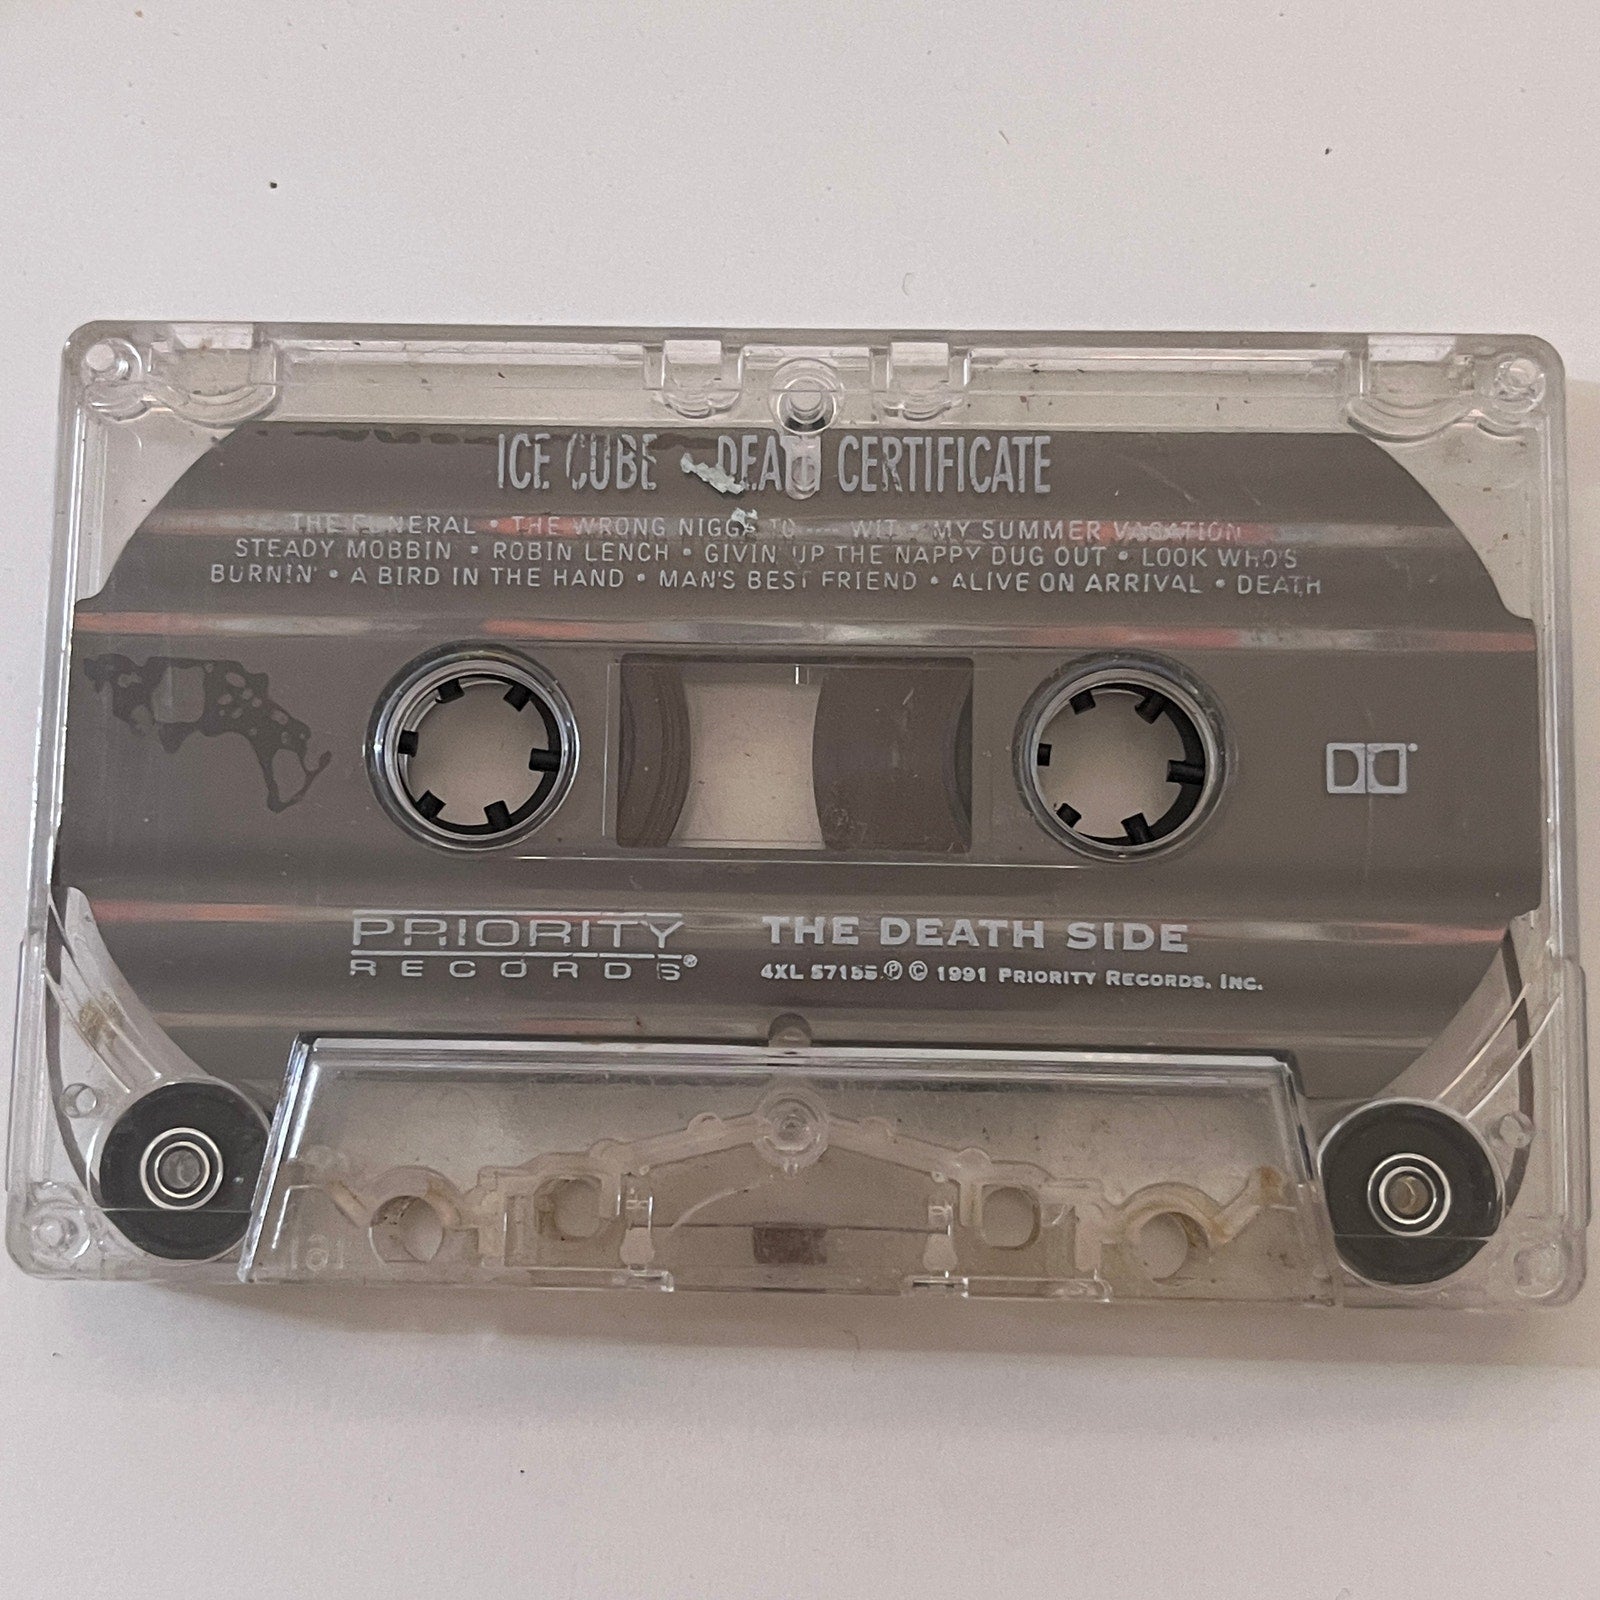 ICE CUBE • DEATH CERTIFICATE
THE FUNERAL • THE WRONG NIGGA TO WIT • MY SUMMER VACATION
STEADY MOBBIN' • ROBIN LENCH • GIVIN UP THE NAPPY DUG OUT • LOOK WHO'S
BURNIN' • A BIRD IN THE HAND • MAN'S BEST FRIEND • ALIVE ON ARRIVAL • DEATH
PRIORITY
RECORDS®
THE DEATH SIDE
4XL 57155 ℗ © 1991 PRIORITY RECORDS, INC.